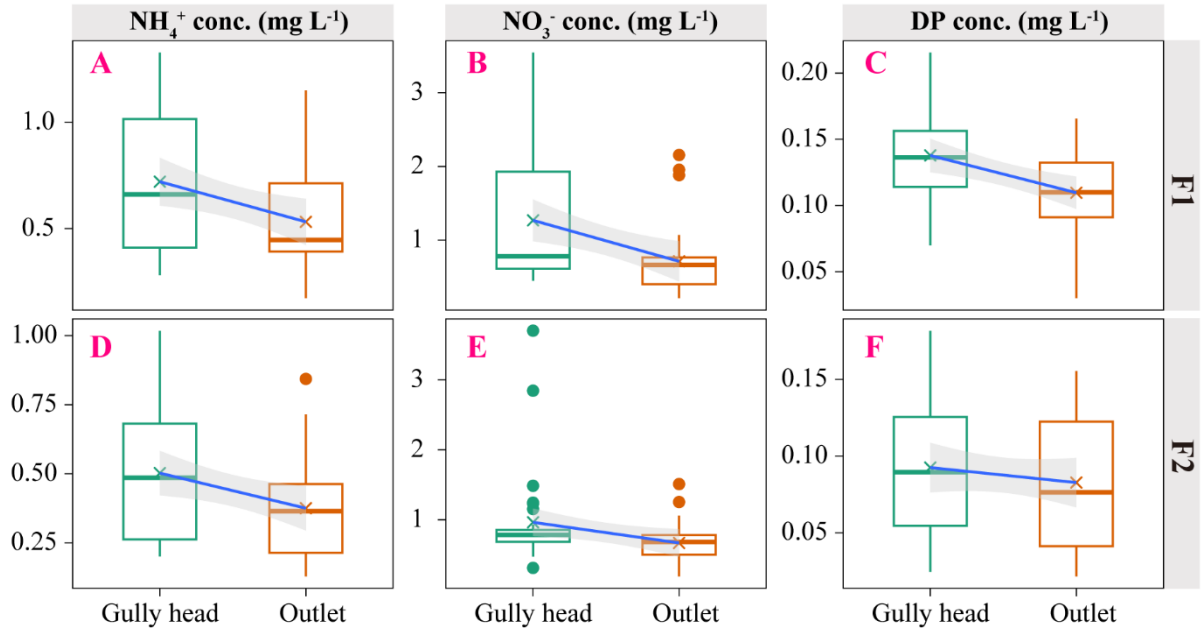 NH₄⁺ conc. (mg L⁻¹)
NO₃⁻ conc. (mg L⁻¹)
DP conc. (mg L⁻¹)
A
1.0
0.5
B
3
2
1
C
0.20
0.15
0.10
0.05
F1
D
1.00
0.75
0.50
0.25
E
3
2
1
F
0.15
0.10
0.05
F2
Gully head Outlet
Gully head Outlet
Gully head Outlet